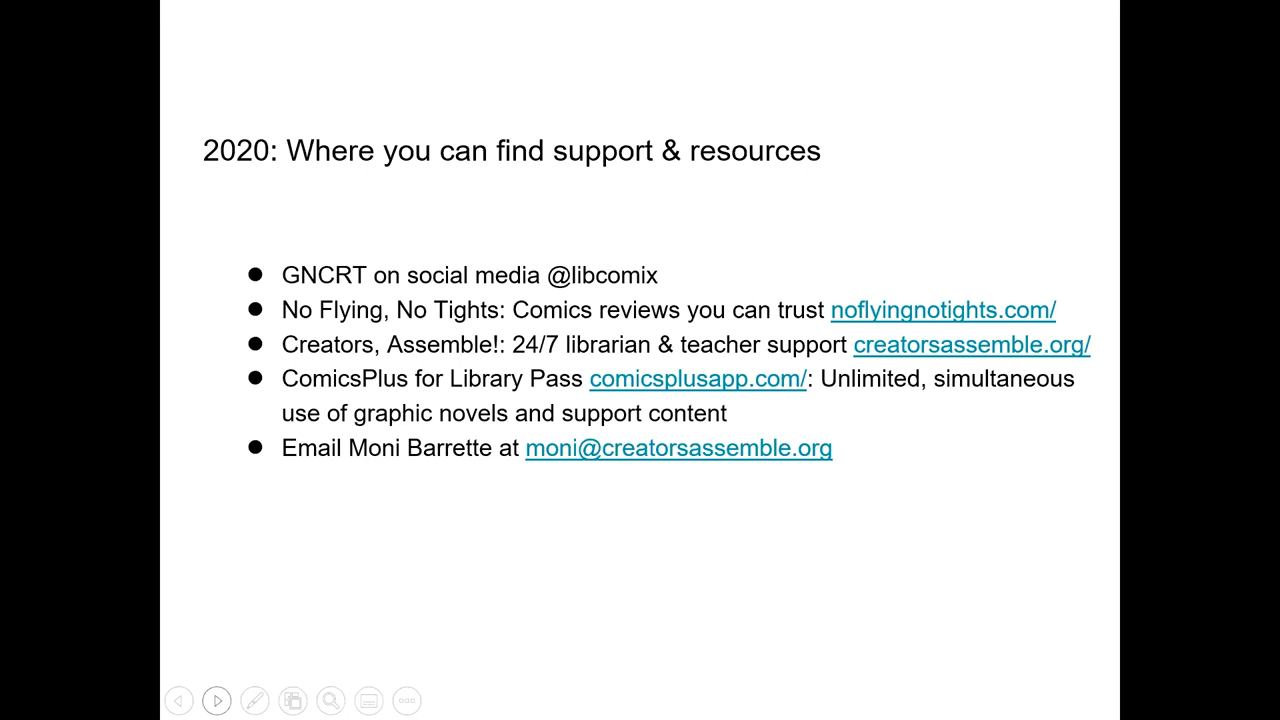 2020: Where you can find support & resources
● GNCRT on social media @libcomix
● No Flying, No Tights: Comics reviews you can trust noflyingnotights.com/
● Creators, Assemble!: 24/7 librarian & teacher support creatorsassemble.org/
● ComicsPlus for Library Pass comicsplusapp.com/: Unlimited, simultaneous
use of graphic novels and support content
● Email Moni Barrette at moni@creatorsassemble.org